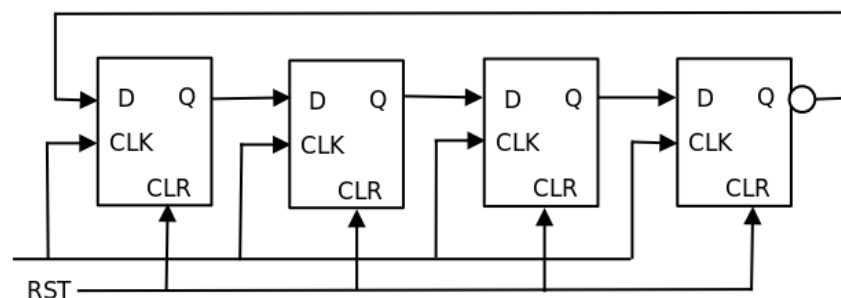 D Q D Q D Q D Q
CLK CLK CLK CLK
CLR CLR CLR CLR
RST